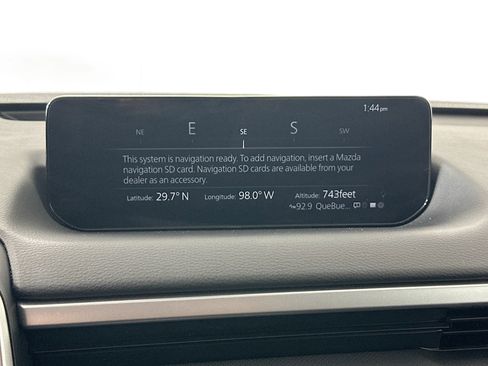 1:44pm
NE E SE S SW
This system is navigation ready. To add navigation, insert a Mazda
navigation SD card. Navigation SD cards are available from your
dealer as an accessory.
Latitude: 29.7° N Longitude: 98.0° W Altitude: 743feet
92.9 QueBue...